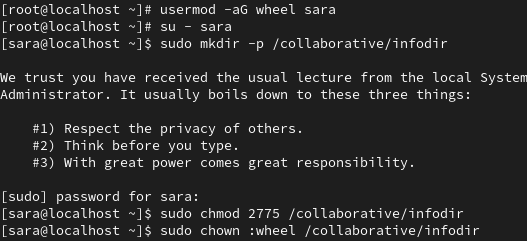 [root@localhost ~]# usermod -aG wheel sara
[root@localhost ~]# su - sara
[sara@localhost ~]$ sudo mkdir -p /collaborative/infodir

We trust you have received the usual lecture from the local System
Administrator. It usually boils down to these three things:

    #1) Respect the privacy of others.
    #2) Think before you type.
    #3) With great power comes great responsibility.

[sudo] password for sara:
[sara@localhost ~]$ sudo chmod 2775 /collaborative/infodir
[sara@localhost ~]$ sudo chown :wheel /collaborative/infodir